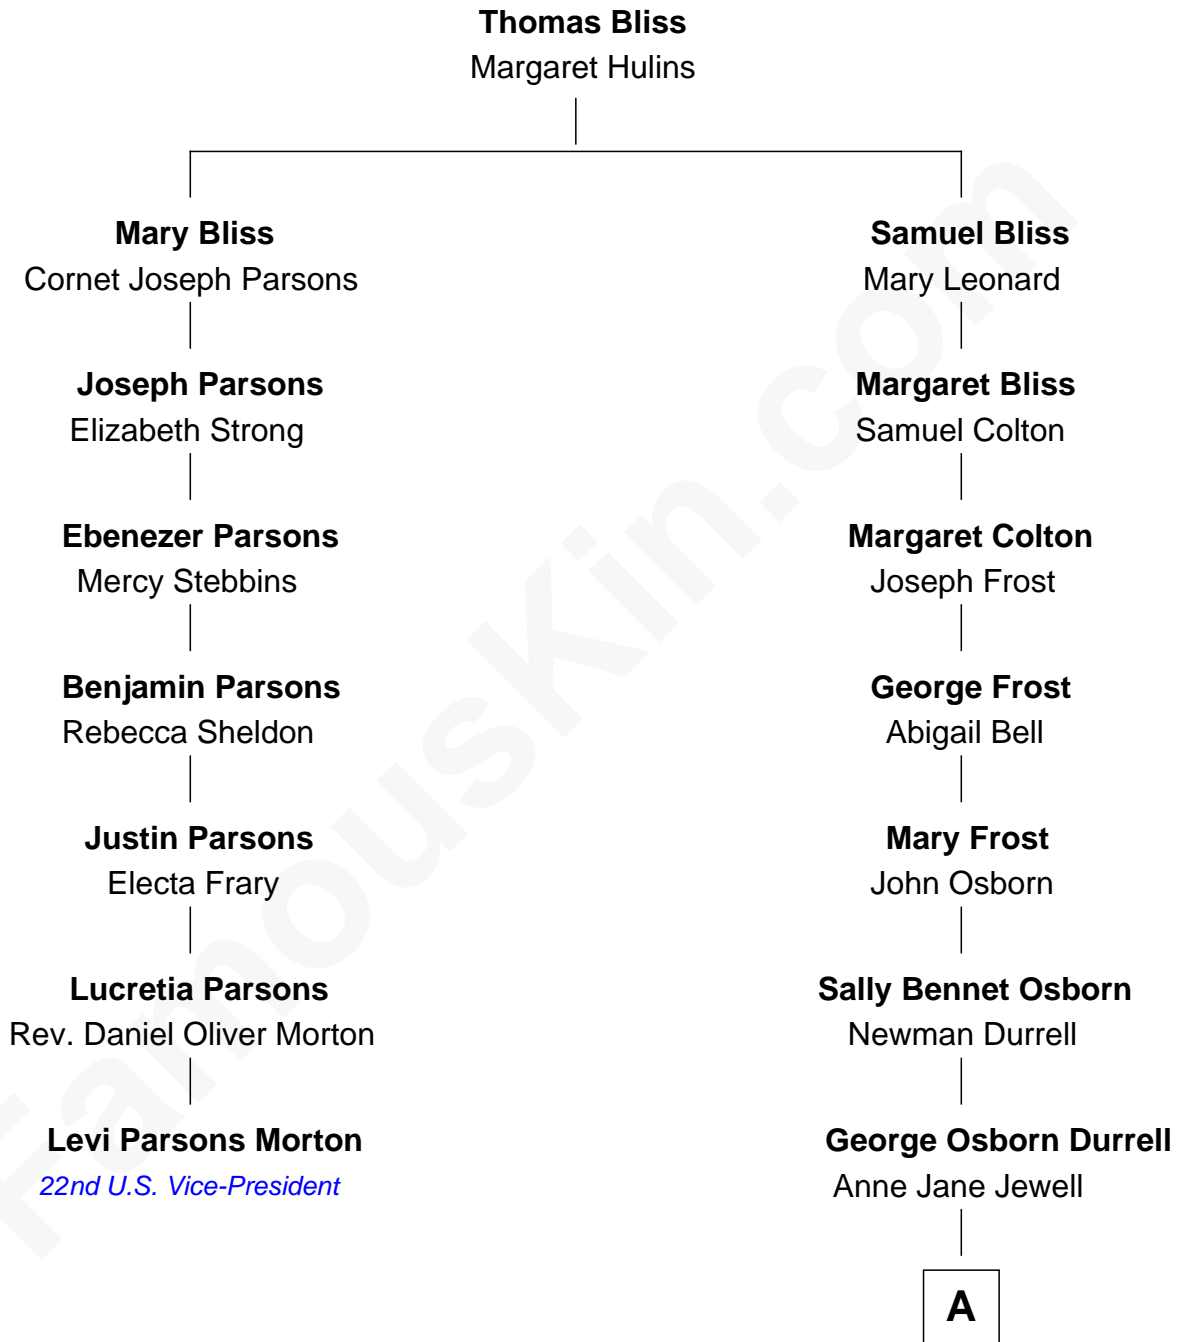 Thomas Bliss
Margaret Hulins
Mary Bliss
Cornet Joseph Parsons
Samuel Bliss
Mary Leonard
Joseph Parsons
Elizabeth Strong
Margaret Bliss
Samuel Colton
Ebenezer Parsons
Mercy Stebbins
Margaret Colton
Joseph Frost
Benjamin Parsons
Rebecca Sheldon
George Frost
Abigail Bell
Justin Parsons
Electa Frary
Mary Frost
John Osborn
Lucretia Parsons
Rev. Daniel Oliver Morton
Sally Bennet Osborn
Newman Durrell
Levi Parsons Morton
22nd U.S. Vice-President
George Osborn Durrell
Anne Jane Jewell
A
FamousKin.com